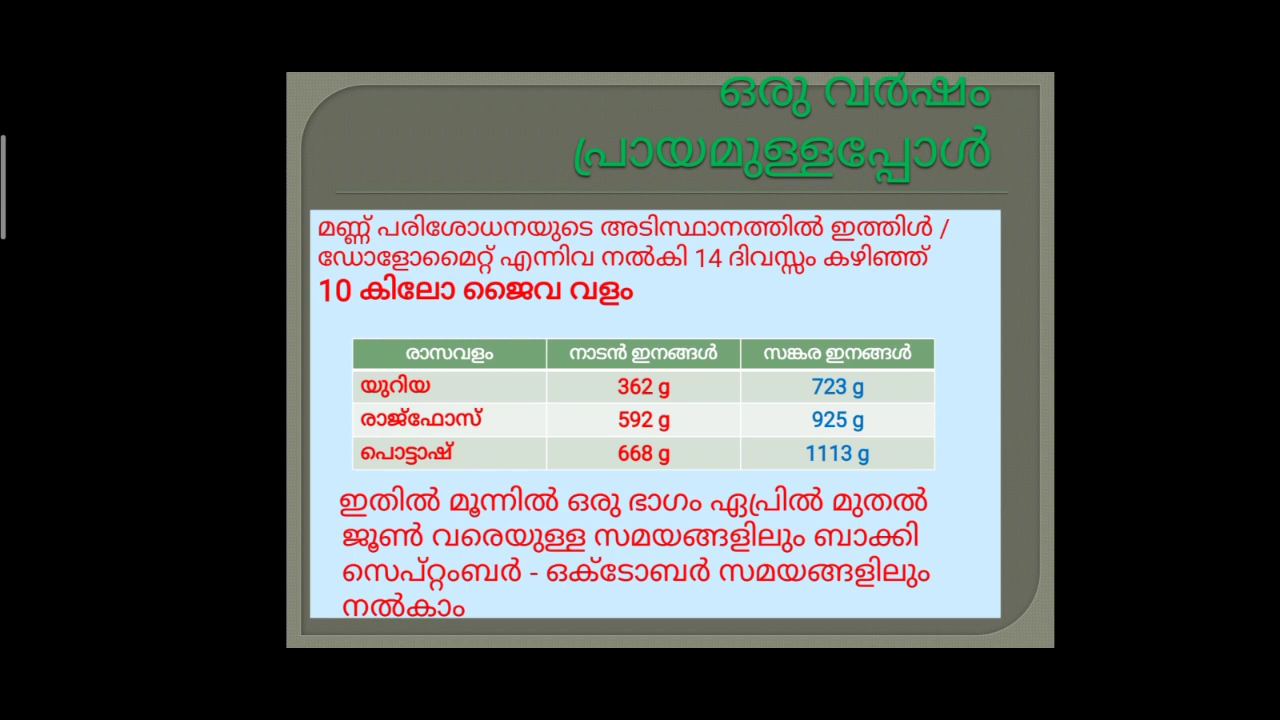 ഒരു വർഷം
പ്രായമുള്ളപ്പോൾ
മണ്ണ് പരിശോധനയുടെ അടിസ്ഥാനത്തിൽ ഇത്തിൾ /
ഡോളോമൈറ്റ് എന്നിവ നൽകി 14 ദിവസ്സം കഴിഞ്ഞ്
10 കിലോ ജൈവ വളം
രാസവളം നാടൻ ഇനങ്ങൾ സങ്കര ഇനങ്ങൾ
യുറിയ 362 g 723 g
രാജ്ഫോസ് 592 g 925 g
പൊട്ടാഷ് 668 g 1113 g
ഇതിൽ മൂന്നിൽ ഒരു ഭാഗം ഏപ്രിൽ മുതൽ
ജൂൺ വരെയുള്ള സമയങ്ങളിലും ബാക്കി
സെപ്റ്റംബർ - ഒക്ടോബർ സമയങ്ങളിലും
നൽകാം